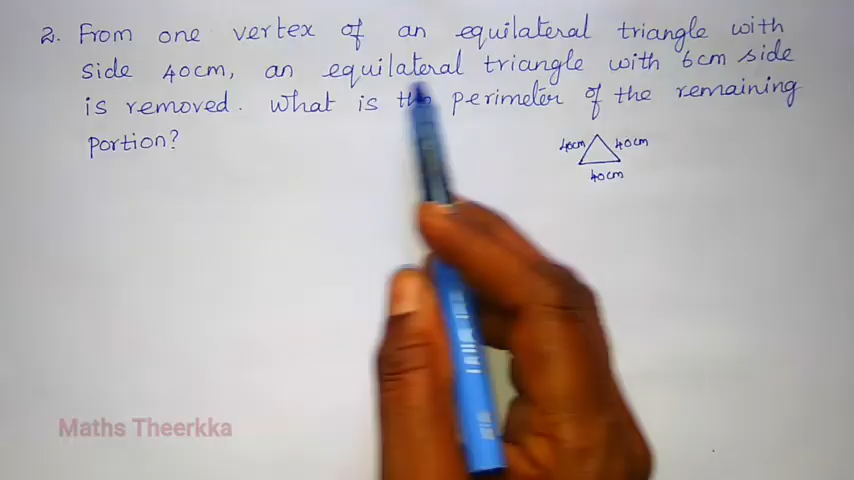 2. From one vertex of an equilateral triangle with
side 40cm, an equilateral triangle with 6cm side
is removed. What is the perimeter of the remaining
portion?
40cm 40cm
40cm
Maths Theerkka